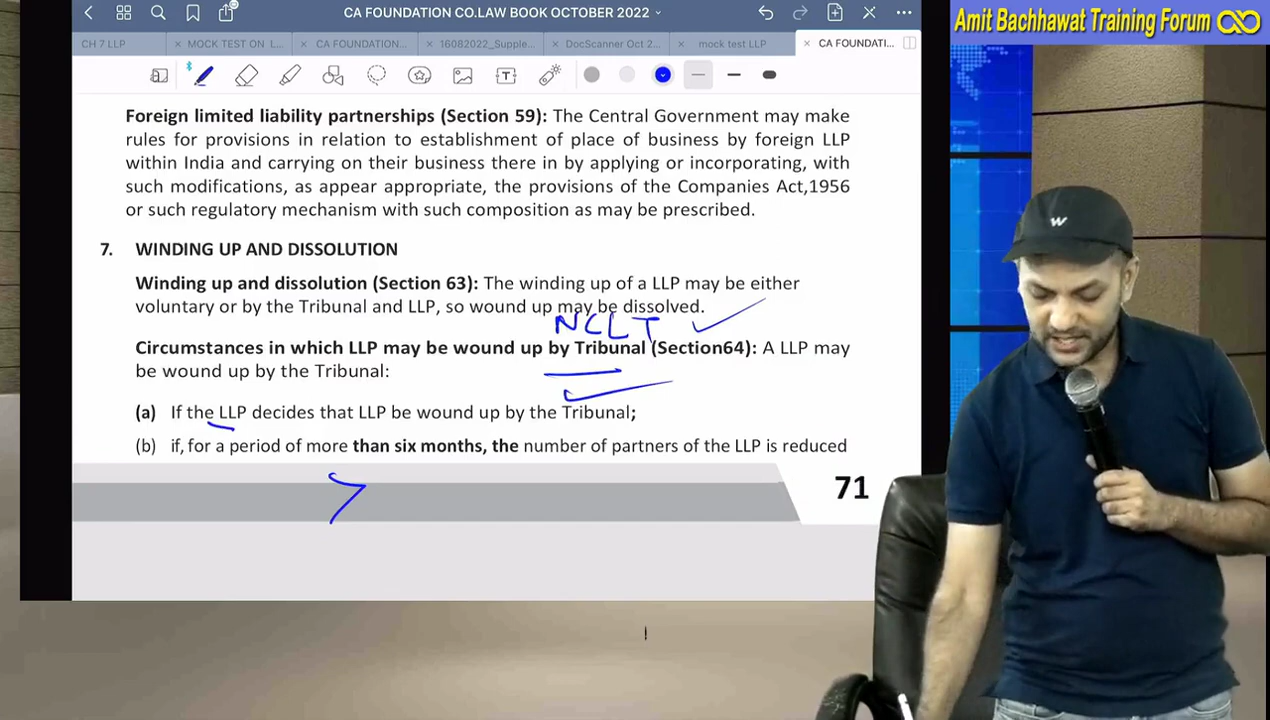 CA FOUNDATION CO.LAW BOOK OCTOBER 2022
Amit Bachhawat Training Forum
CH 7 LLP
MOCK TEST ON L...
CA FOUNDATION...
16082022_Supple...
DocScanner Oct 2...
mock test LLP
CA FOUNDATI...
Foreign limited liability partnerships (Section 59): The Central Government may make
rules for provisions in relation to establishment of place of business by foreign LLP
within India and carrying on their business there in by applying or incorporating, with
such modifications, as appear appropriate, the provisions of the Companies Act,1956
or such regulatory mechanism with such composition as may be prescribed.
7. WINDING UP AND DISSOLUTION
Winding up and dissolution (Section 63): The winding up of a LLP may be either
voluntary or by the Tribunal and LLP, so wound up may be dissolved.
NCLT
Circumstances in which LLP may be wound up by Tribunal (Section64): A LLP may
be wound up by the Tribunal:
(a) If the LLP decides that LLP be wound up by the Tribunal;
(b) if, for a period of more than six months, the number of partners of the LLP is reduced
>
71
W